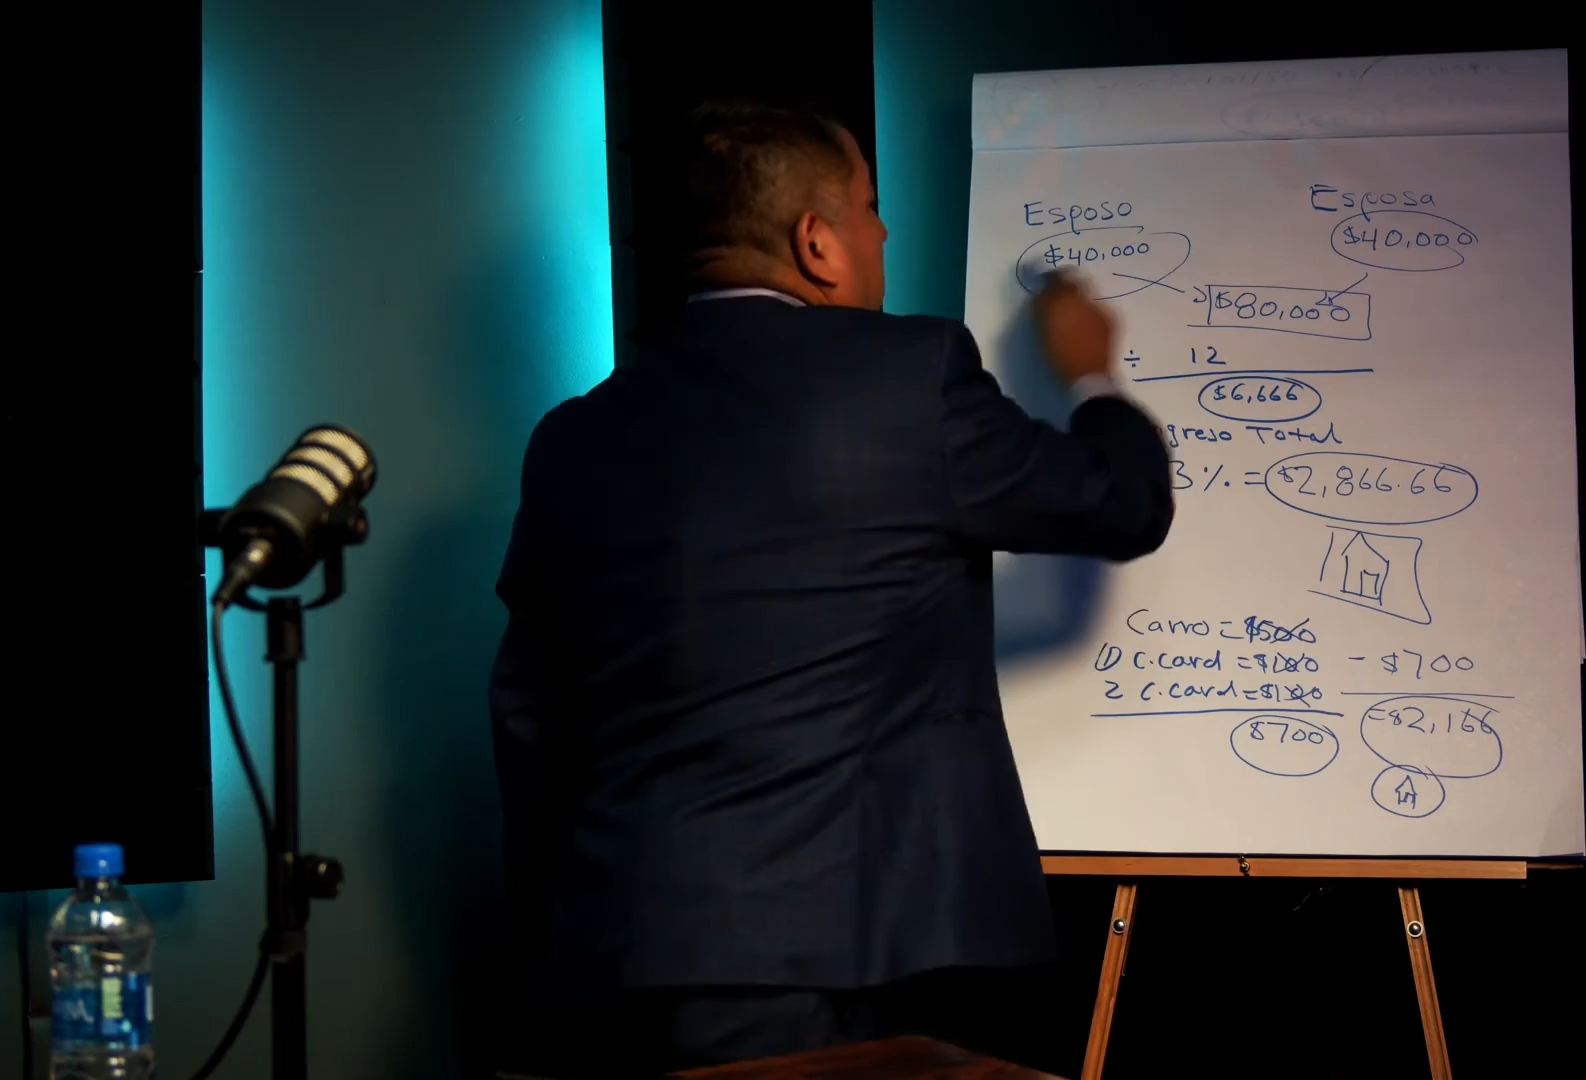 Esposo Esposa
$40,000 $40,000
$80,000
÷ 12
$6,666
greso Total
3% = $2,866.66
Carro = $500
1 c.card = $100 - $700
2 c.card = $100
$700 = $2,166